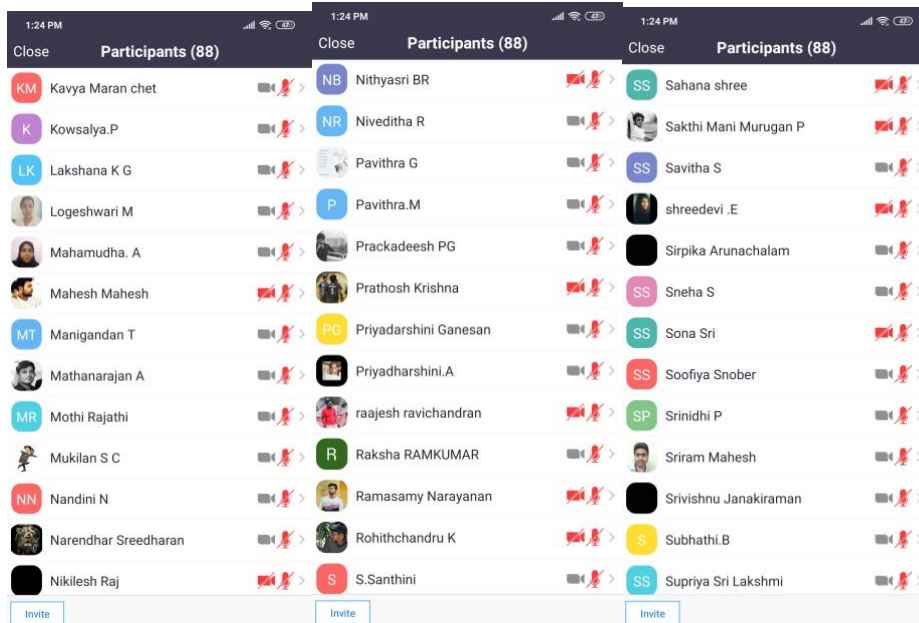 1:24 PM 47
Close Participants (88)
KM Kavya Maran chet
K Kowsalya.P
LK Lakshana K G
Logeshwari M
Mahamudha. A
Mahesh Mahesh
MT Manigandan T
Mathanarajan A
MR Mothi Rajathi
Mukilan S C
NN Nandini N
Narendhar Sreedharan
Nikilesh Raj
Invite
1:24 PM 47
Close Participants (88)
NB Nithyasri BR
NR Niveditha R
Pavithra G
P Pavithra.M
Prackadeesh PG
Prathosh Krishna
PG Priyadarshini Ganesan
Priyadharshini.A
raajesh ravichandran
R Raksha RAMKUMAR
Ramasamy Narayanan
Rohithchandru K
S S.Santhini
Invite
1:24 PM 47
Close Participants (88)
SS Sahana shree
Sakthi Mani Murugan P
SS Savitha S
shreedevi .E
Sirpika Arunachalam
SS Sneha S
SS Sona Sri
SS Soofiya Snober
SP Srinidhi P
Sriram Mahesh
Srivishnu Janakiraman
S Subhathi.B
SS Supriya Sri Lakshmi
Invite